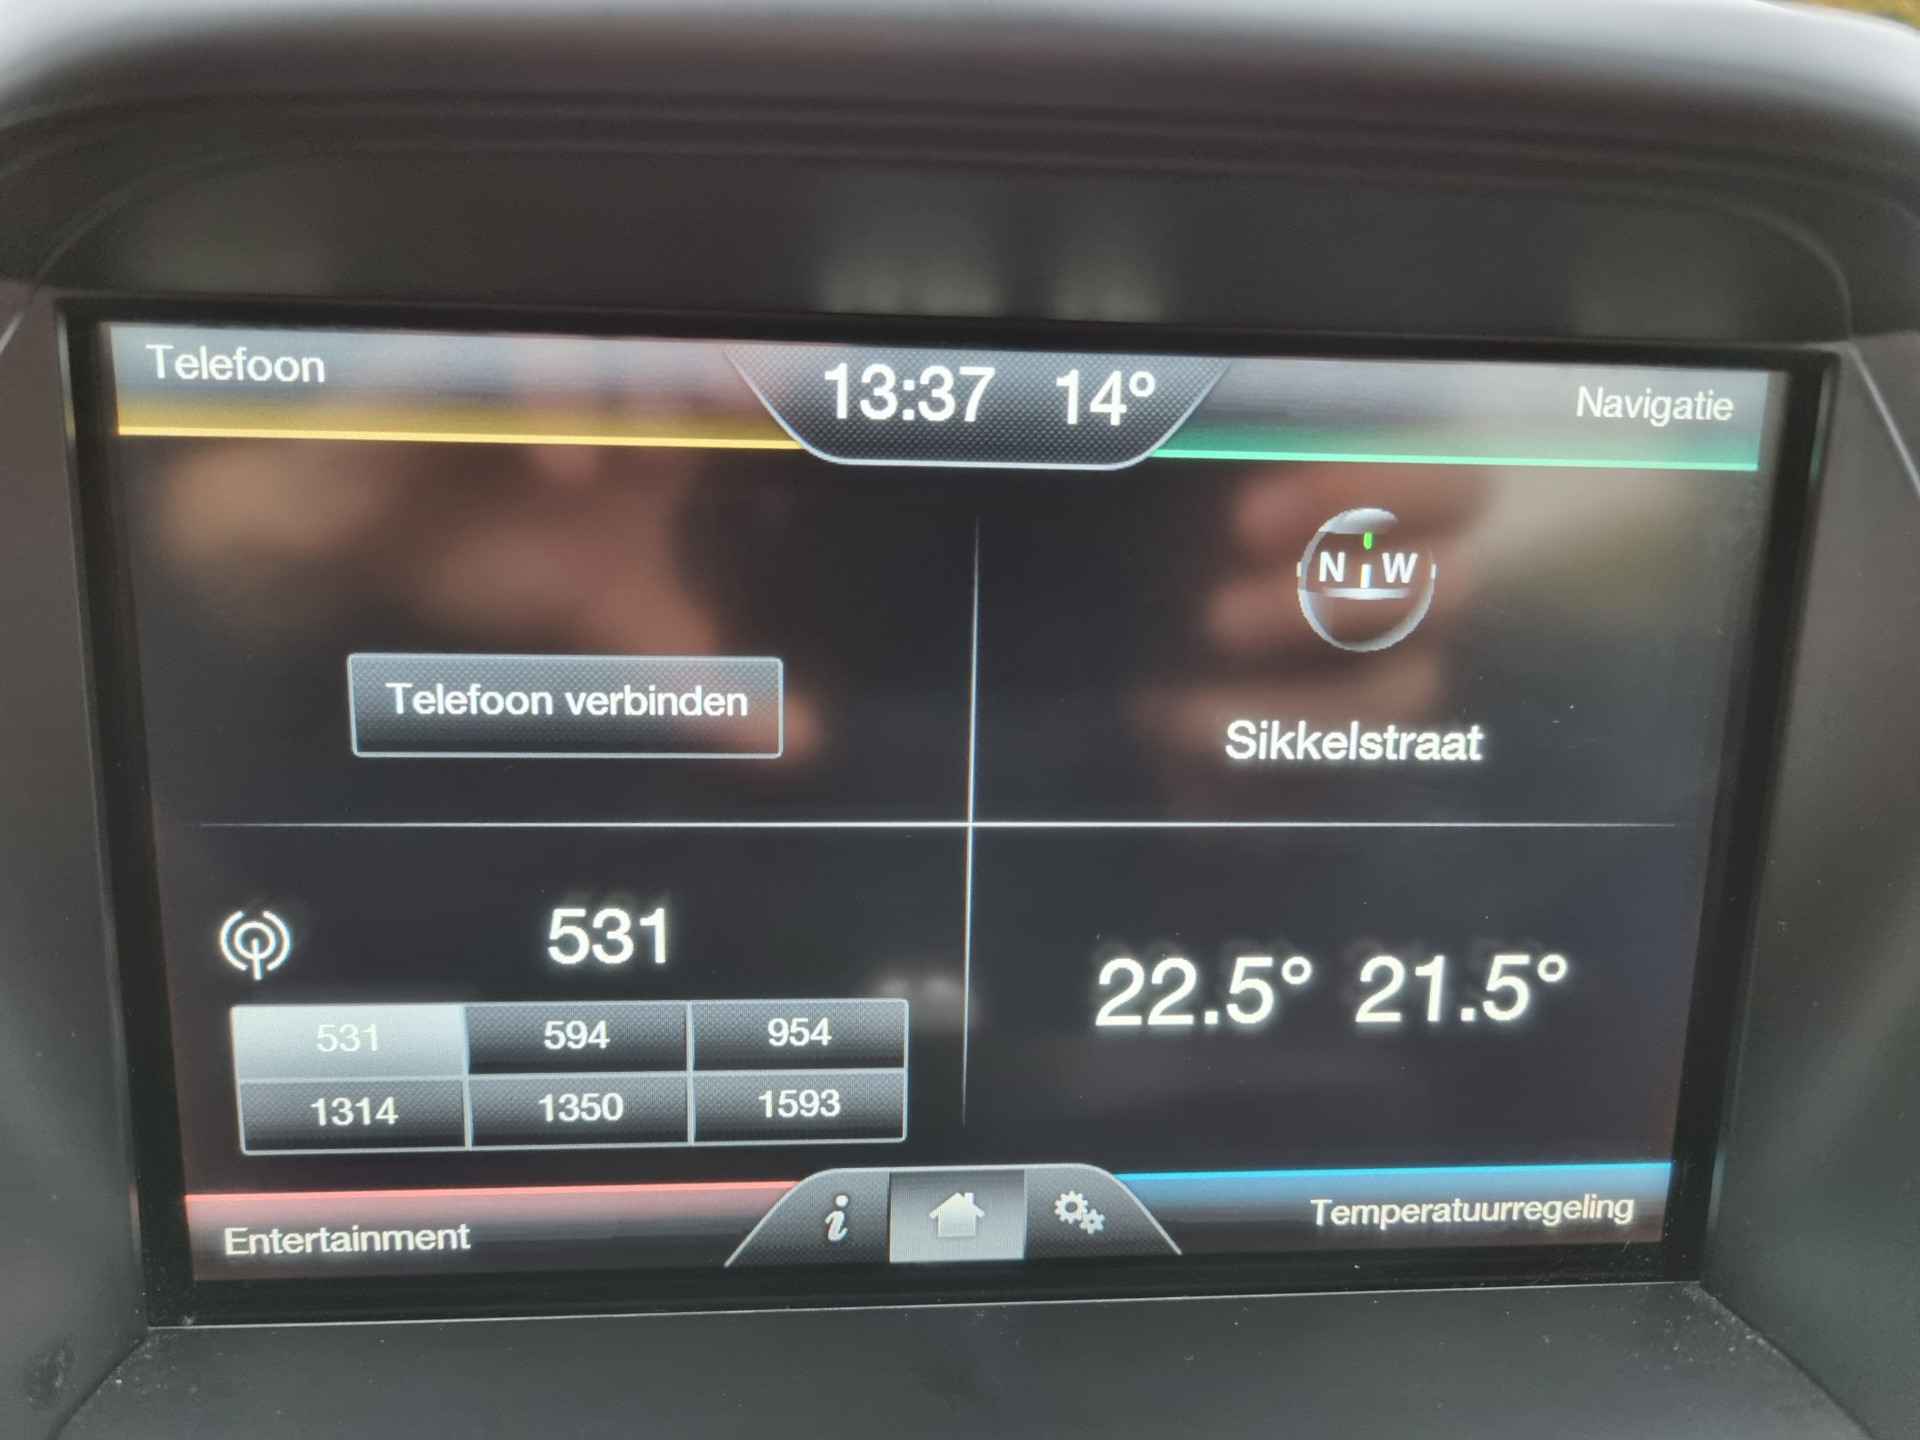 Telefoon
13:37 14°
Navigatie
N W
Telefoon verbinden
Sikkelstraat
531
531 594 954
1314 1350 1593
22.5° 21.5°
Entertainment
i
Temperatuurregeling